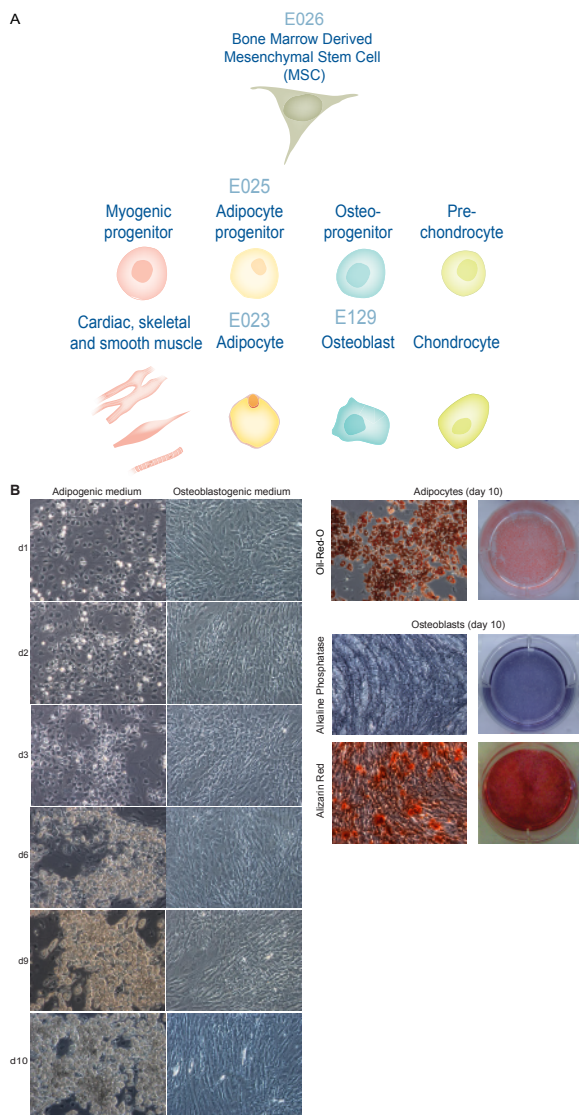 A
E026
Bone Marrow Derived
Mesenchymal Stem Cell
(MSC)
E025
Myogenic
progenitor
Adipocyte
progenitor
Osteo-
progenitor
Pre-
chondrocyte
Cardiac, skeletal
and smooth muscle
E023
Adipocyte
E129
Osteoblast
Chondrocyte
B
Adipogenic medium
Osteoblastogenic medium
d1
d2
d3
d6
d9
d10
Adipocytes (day 10)
Oil-Red-O
Osteoblasts (day 10)
Alkaline Phosphatase
Alizarin Red